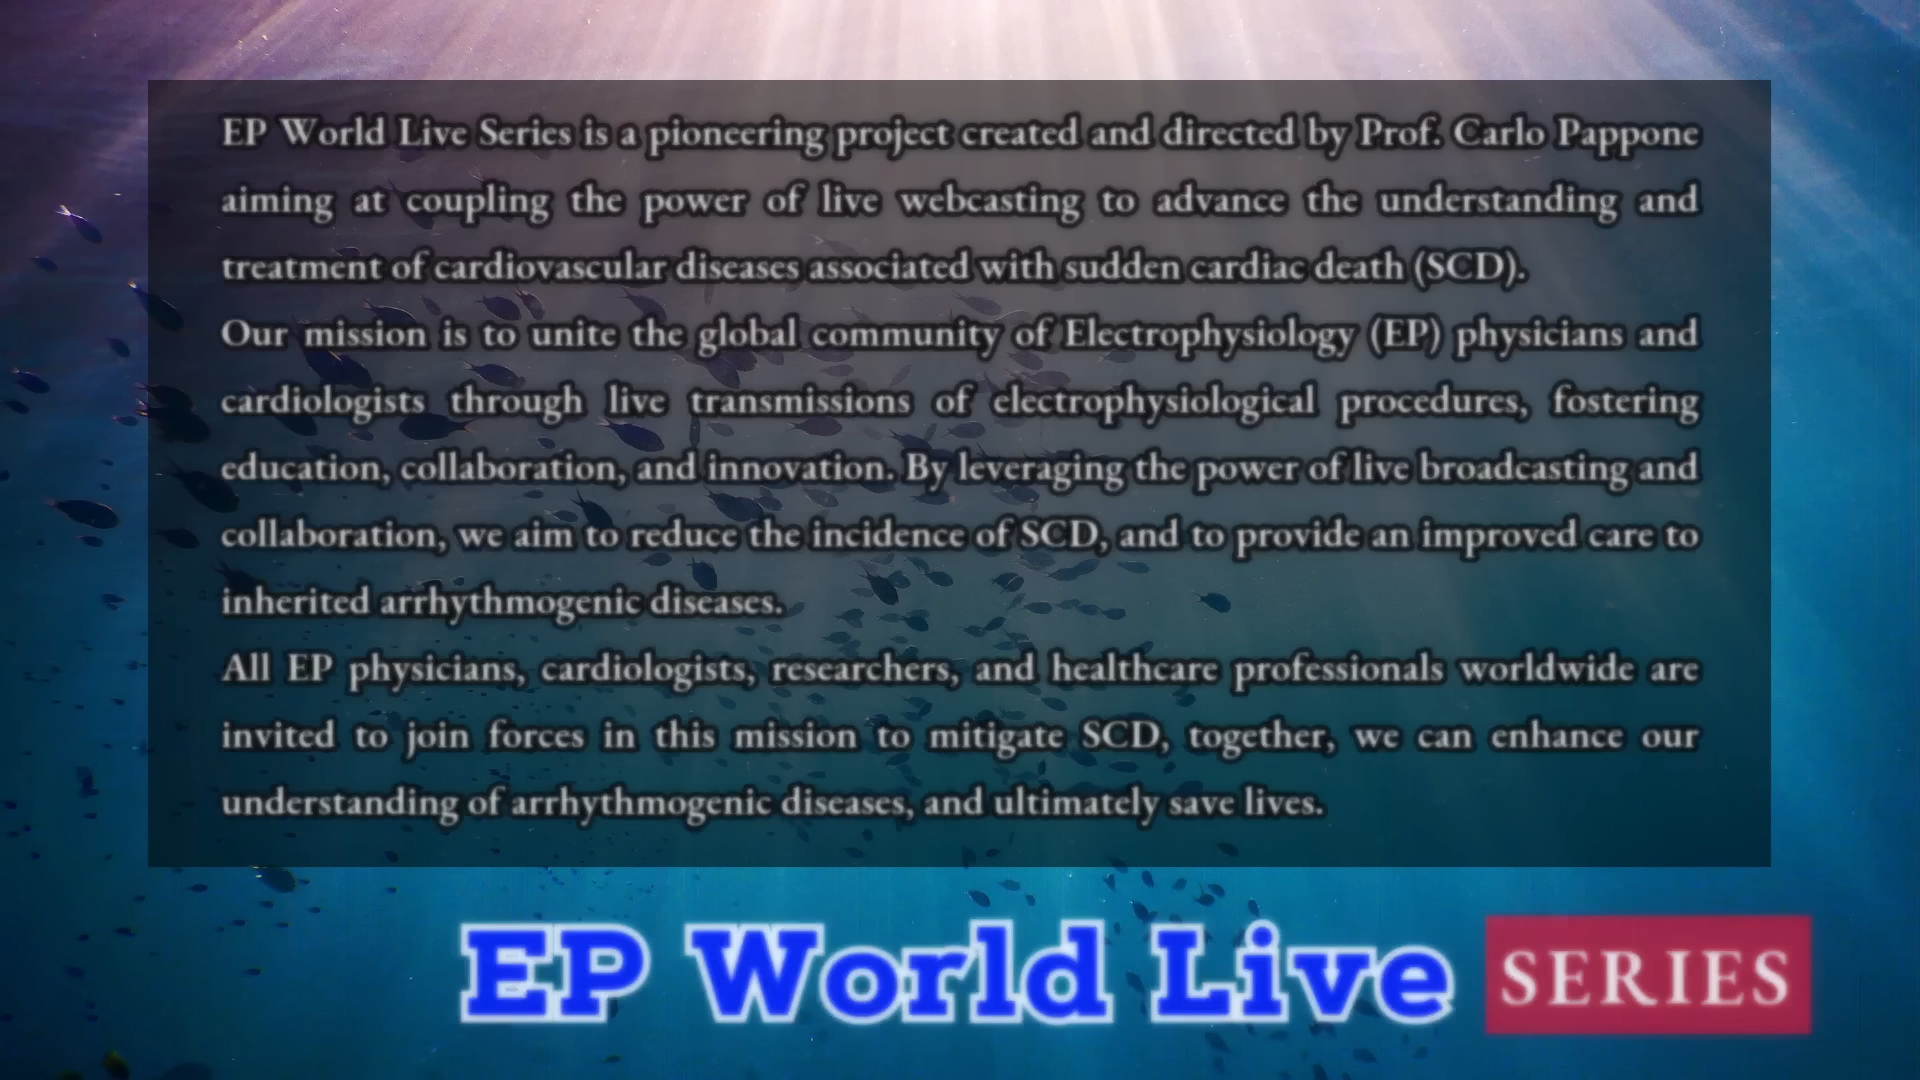 EP World Live Series is a pioneering project created and directed by Prof. Carlo Pappone
aiming at coupling the power of live webcasting to advance the understanding and
treatment of cardiovascular diseases associated with sudden cardiac death (SCD).
Our mission is to unite the global community of Electrophysiology (EP) physicians and
cardiologists through live transmissions of electrophysiological procedures, fostering
education, collaboration, and innovation. By leveraging the power of live broadcasting and
collaboration, we aim to reduce the incidence of SCD, and to provide an improved care to
inherited arrhythmogenic diseases.
All EP physicians, cardiologists, researchers, and healthcare professionals worldwide are
invited to join forces in this mission to mitigate SCD, together, we can enhance our
understanding of arrhythmogenic diseases, and ultimately save lives.
EP World Live SERIES